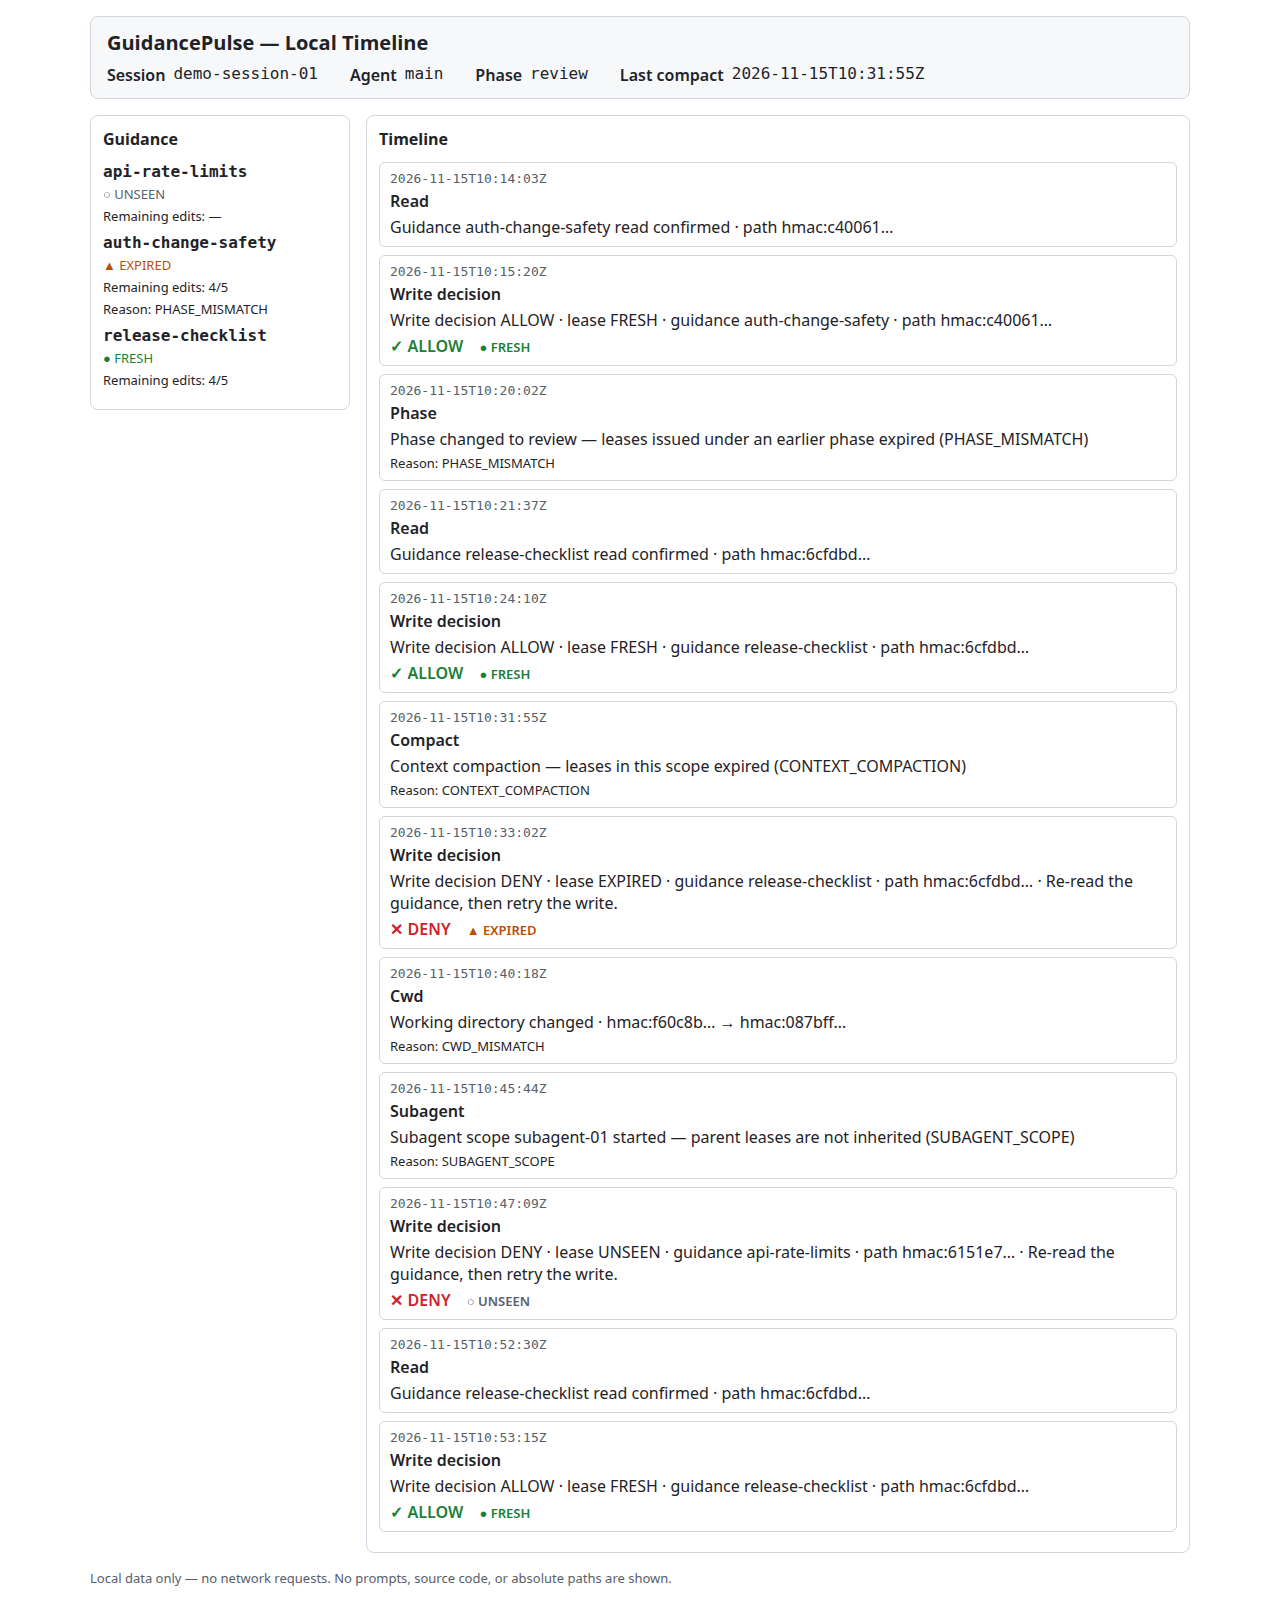 GuidancePulse — Local Timeline
Session demo-session-01 Agent main Phase review Last compact 2026-11-15T10:31:55Z
Guidance
api-rate-limits
○ UNSEEN
Remaining edits: —
auth-change-safety
▲ EXPIRED
Remaining edits: 4/5
Reason: PHASE_MISMATCH
release-checklist
● FRESH
Remaining edits: 4/5
Timeline
2026-11-15T10:14:03Z
Read
Guidance auth-change-safety read confirmed · path hmac:c40061…
2026-11-15T10:15:20Z
Write decision
Write decision ALLOW · lease FRESH · guidance auth-change-safety · path hmac:c40061…
✓ ALLOW ● FRESH
2026-11-15T10:20:02Z
Phase
Phase changed to review — leases issued under an earlier phase expired (PHASE_MISMATCH)
Reason: PHASE_MISMATCH
2026-11-15T10:21:37Z
Read
Guidance release-checklist read confirmed · path hmac:6cfdbd…
2026-11-15T10:24:10Z
Write decision
Write decision ALLOW · lease FRESH · guidance release-checklist · path hmac:6cfdbd…
✓ ALLOW ● FRESH
2026-11-15T10:31:55Z
Compact
Context compaction — leases in this scope expired (CONTEXT_COMPACTION)
Reason: CONTEXT_COMPACTION
2026-11-15T10:33:02Z
Write decision
Write decision DENY · lease EXPIRED · guidance release-checklist · path hmac:6cfdbd… · Re-read the
guidance, then retry the write.
✕ DENY ▲ EXPIRED
2026-11-15T10:40:18Z
Cwd
Working directory changed · hmac:f60c8b… → hmac:087bff…
Reason: CWD_MISMATCH
2026-11-15T10:45:44Z
Subagent
Subagent scope subagent-01 started — parent leases are not inherited (SUBAGENT_SCOPE)
Reason: SUBAGENT_SCOPE
2026-11-15T10:47:09Z
Write decision
Write decision DENY · lease UNSEEN · guidance api-rate-limits · path hmac:6151e7… · Re-read the
guidance, then retry the write.
✕ DENY ○ UNSEEN
2026-11-15T10:52:30Z
Read
Guidance release-checklist read confirmed · path hmac:6cfdbd…
2026-11-15T10:53:15Z
Write decision
Write decision ALLOW · lease FRESH · guidance release-checklist · path hmac:6cfdbd…
✓ ALLOW ● FRESH
Local data only — no network requests. No prompts, source code, or absolute paths are shown.